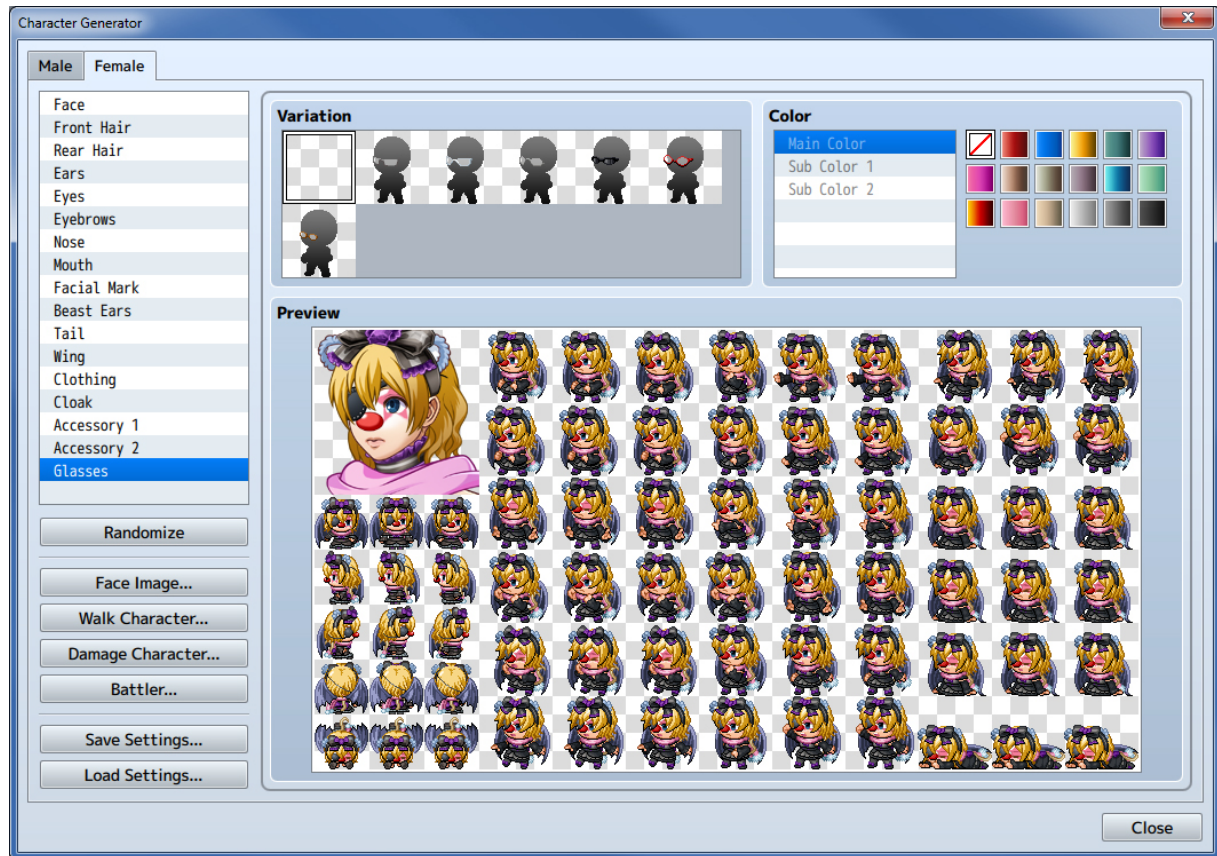 Character Generator
Male
Female
Face
Front Hair
Rear Hair
Ears
Eyes
Eyebrows
Nose
Mouth
Facial Mark
Beast Ears
Tail
Wing
Clothing
Cloak
Accessory 1
Accessory 2
Glasses
Randomize
Face Image...
Walk Character...
Damage Character...
Battler...
Save Settings...
Load Settings...
Variation
Color
Main Color
Sub Color 1
Sub Color 2
Preview
Close